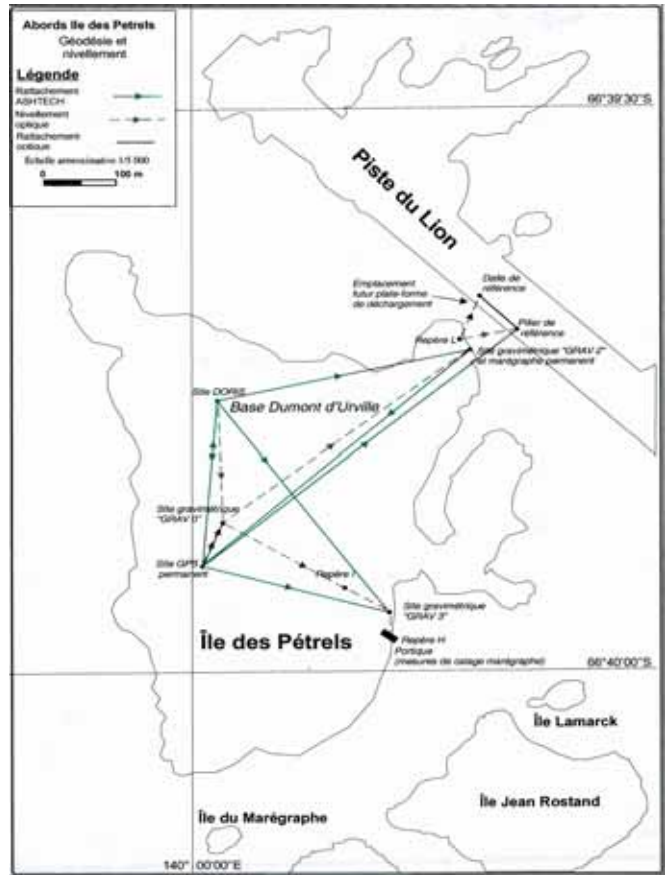 Abords Ile des Petrels
Géodésie et
nivellement
Légende
Rattachement
ASHTECH
Nivellement
optique
Rattachement
optique
Echelle approximative 1/5 000
0 100 m
66°39'30"S
Piste du Lion
Dalle de
référence
Emplacement
futur plate-forme
de déchargement
Pilier de
référence
Repère L
Site gravimétrique "GRAV 2"
et marégraphe permanent
Site DORIS
Base Dumont d'Urville
Site gravimétrique
"GRAV 0"
Site GPS
permanent
Repère I
Site gravimétrique
"GRAV 3"
Île des Pétrels
Repère H
Portique
(mesures de calage marégraphe)
66°40'00"S
Île Lamarck
Île Jean Rostand
Île du Marégraphe
140° 00'00"E